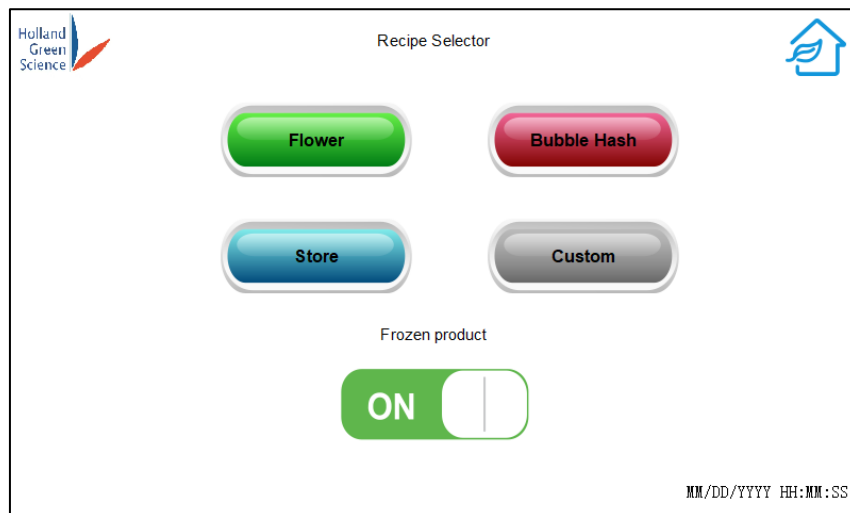 Holland
Green
Science
Recipe Selector
Flower
Bubble Hash
Store
Custom
Frozen product
ON
MM/DD/YYYY HH:MM:SS